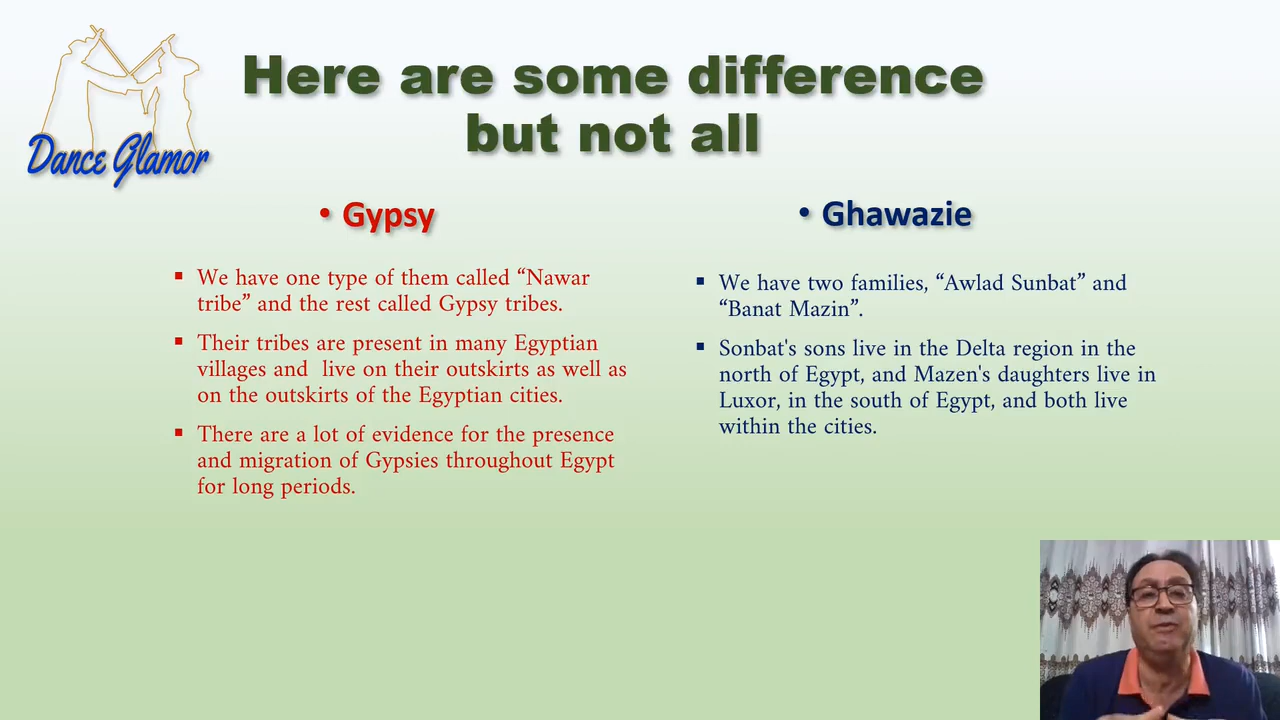 Dance Glamor
Here are some difference
but not all
• Gypsy
▪ We have one type of them called “Nawar
tribe” and the rest called Gypsy tribes.
▪ Their tribes are present in many Egyptian
villages and  live on their outskirts as well as
on the outskirts of the Egyptian cities.
▪ There are a lot of evidence for the presence
and migration of Gypsies throughout Egypt
for long periods.
• Ghawazie
▪ We have two families, “Awlad Sunbat” and
“Banat Mazin”.
▪ Sonbat's sons live in the Delta region in the
north of Egypt, and Mazen's daughters live in
Luxor, in the south of Egypt, and both live
within the cities.